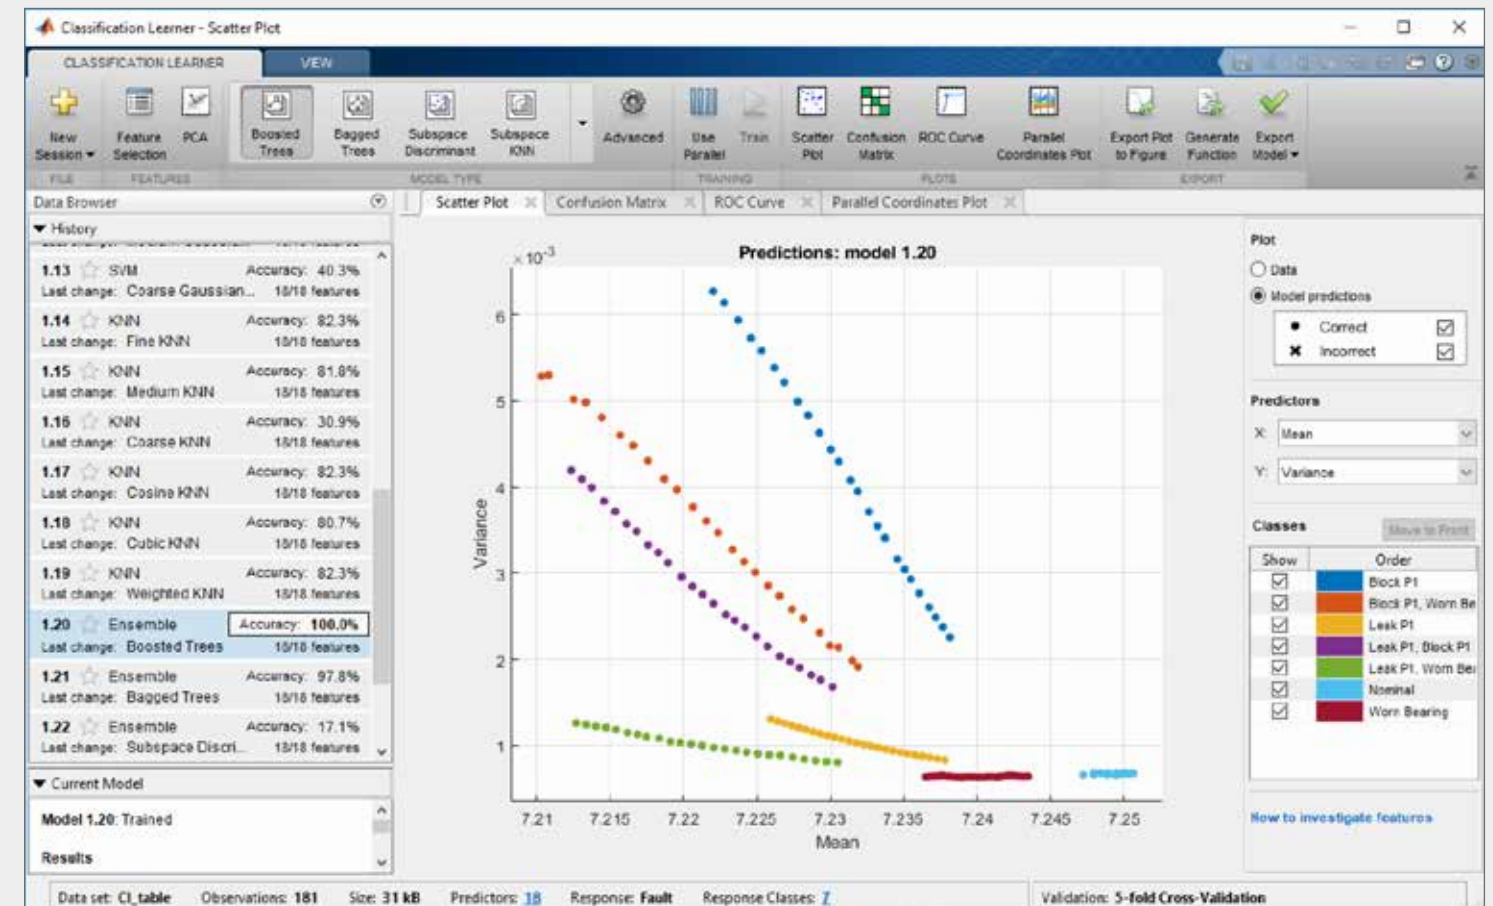 Classification Learner - Scatter Plot
CLASSIFICATION LEARNER
VIEW
New Session
Feature Selection
PCA
Boosted Trees
Bagged Trees
Subspace Discriminant
Subspace KNN
Advanced
Use Parallel
Train
Scatter Plot
Confusion Matrix
ROC Curve
Parallel Coordinates Plot
Export Plot to Figure
Generate Function
Export Model
FILE
FEATURES
MODEL TYPE
TRAINING
PLOTS
EXPORT
Data Browser
Scatter Plot
Confusion Matrix
ROC Curve
Parallel Coordinates Plot
History
1.13 SVM Accuracy: 40.3%
Last change: Coarse Gaussian... 18/18 features
1.14 KNN Accuracy: 82.3%
Last change: Fine KNN 18/18 features
1.15 KNN Accuracy: 81.8%
Last change: Medium KNN 18/18 features
1.16 KNN Accuracy: 30.9%
Last change: Coarse KNN 18/18 features
1.17 KNN Accuracy: 82.3%
Last change: Cosine KNN 18/18 features
1.18 KNN Accuracy: 80.7%
Last change: Cubic KNN 18/18 features
1.19 KNN Accuracy: 82.3%
Last change: Weighted KNN 18/18 features
1.20 Ensemble Accuracy: 100.0%
Last change: Boosted Trees 18/18 features
1.21 Ensemble Accuracy: 97.8%
Last change: Bagged Trees 18/18 features
1.22 Ensemble Accuracy: 17.1%
Last change: Subspace Discri... 18/18 features
Current Model
Model 1.20: Trained
Results
Predictions: model 1.20
×10-3
6
5
4
3
2
1
Variance
7.21 7.215 7.22 7.225 7.23 7.235 7.24 7.245 7.25
Mean
Plot
Data
Model predictions
Correct
Incorrect
Predictors
X: Mean
Y: Variance
Classes
Move to Front
Show Order
Block P1
Block P1, Worn Be
Leak P1
Leak P1, Block P1
Leak P1, Worn Bea
Nominal
Worn Bearing
How to investigate features
Data set: CI_table Observations: 181 Size: 31 kB Predictors: 18 Response: Fault Response Classes: 7 Validation: 5-fold Cross-Validation